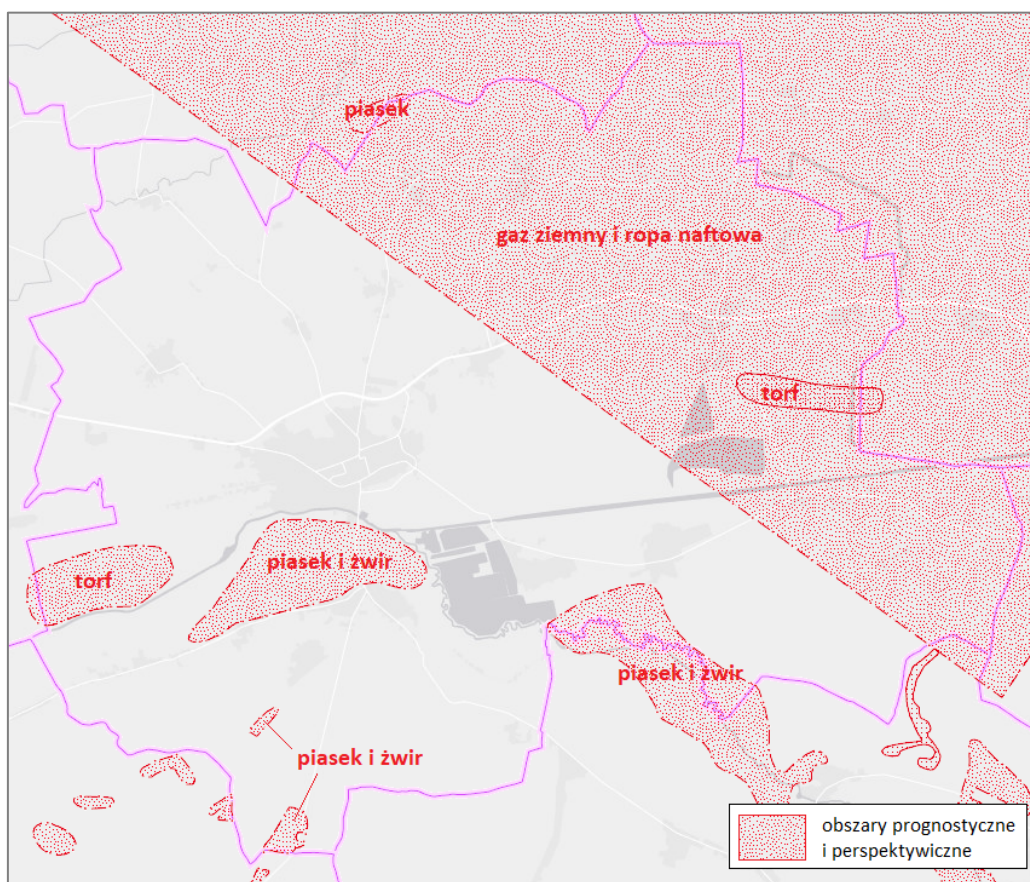 piasek
gaz ziemny i ropa naftowa
torf
torf
piasek i żwir
piasek i żwir
piasek i żwir
obszary prognostyczne
i perspektywiczne